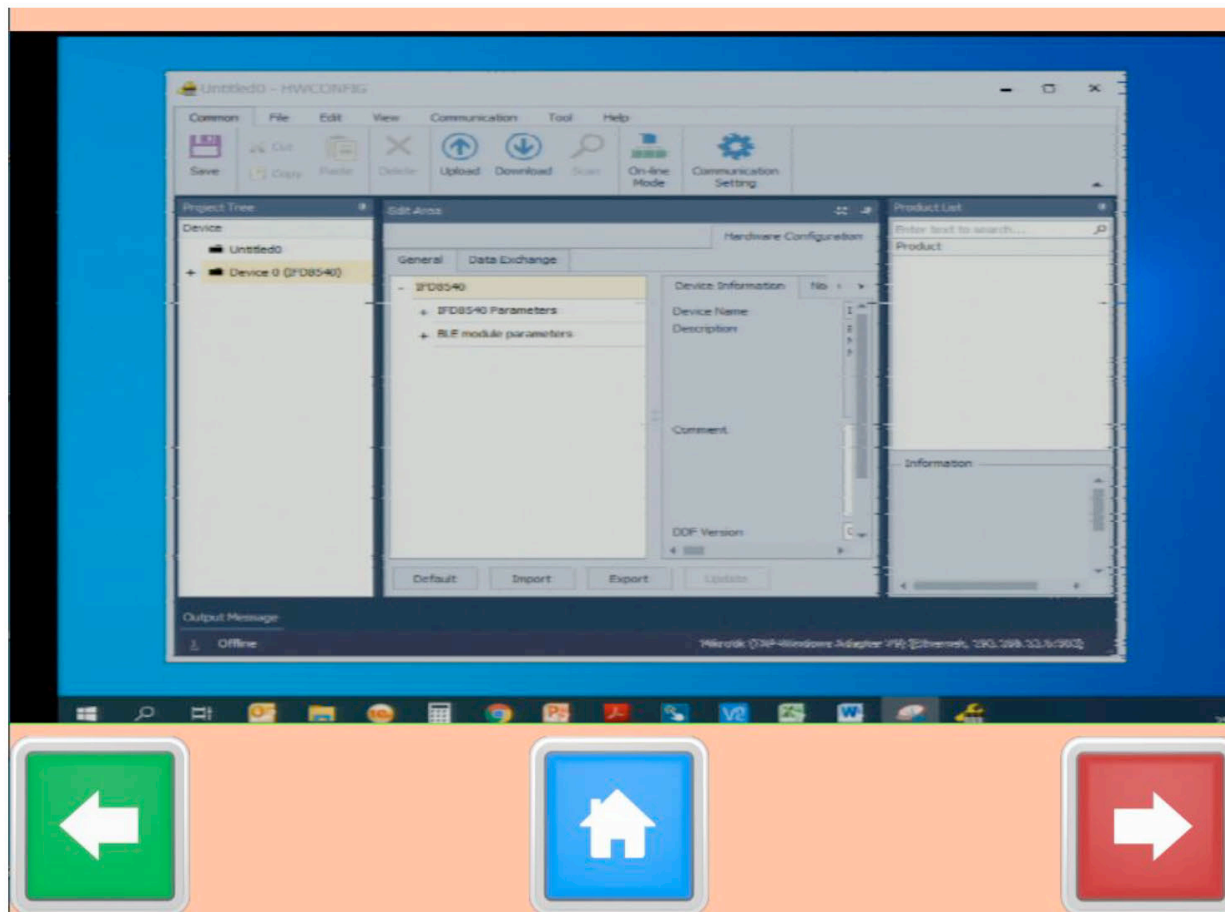 Untitled0 - HWCONFIG
Common File Edit View Communication Tool Help
Save
Cut
Copy
Paste
Delete
Upload
Download
Scan
On-line
Mode
Communication
Setting
Project Tree
Device
Untitled0
+ Device 0 (IFD8540)
Edit Area
Hardware Configuration
General Data Exchange
- IFD8540
+ IFD8540 Parameters
+ BLE module parameters
Device Information No
Device Name
Description
Comment
DDF Version
Default Import Export Update
Product List
Enter text to search...
Product
Information
Output Message
Offline